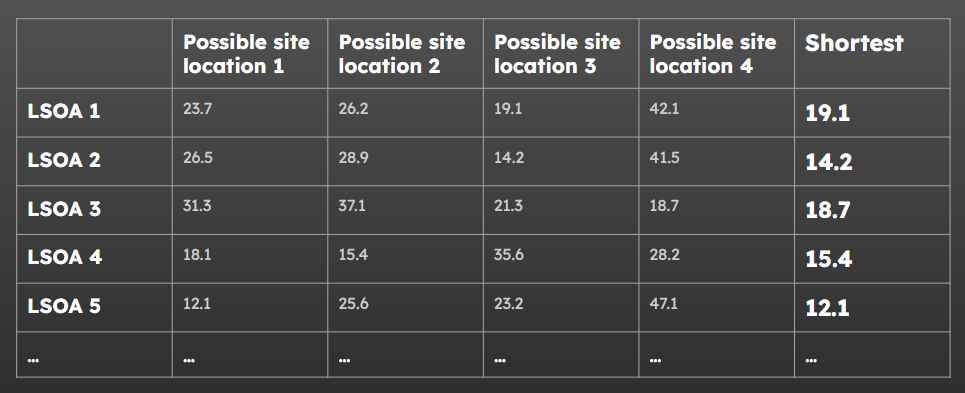 Possible site location 1 Possible site location 2 Possible site location 3 Possible site location 4 Shortest
LSOA 1 23.7 26.2 19.1 42.1 19.1
LSOA 2 26.5 28.9 14.2 41.5 14.2
LSOA 3 31.3 37.1 21.3 18.7 18.7
LSOA 4 18.1 15.4 35.6 28.2 15.4
LSOA 5 12.1 25.6 23.2 47.1 12.1
... ... ... ... ... ...